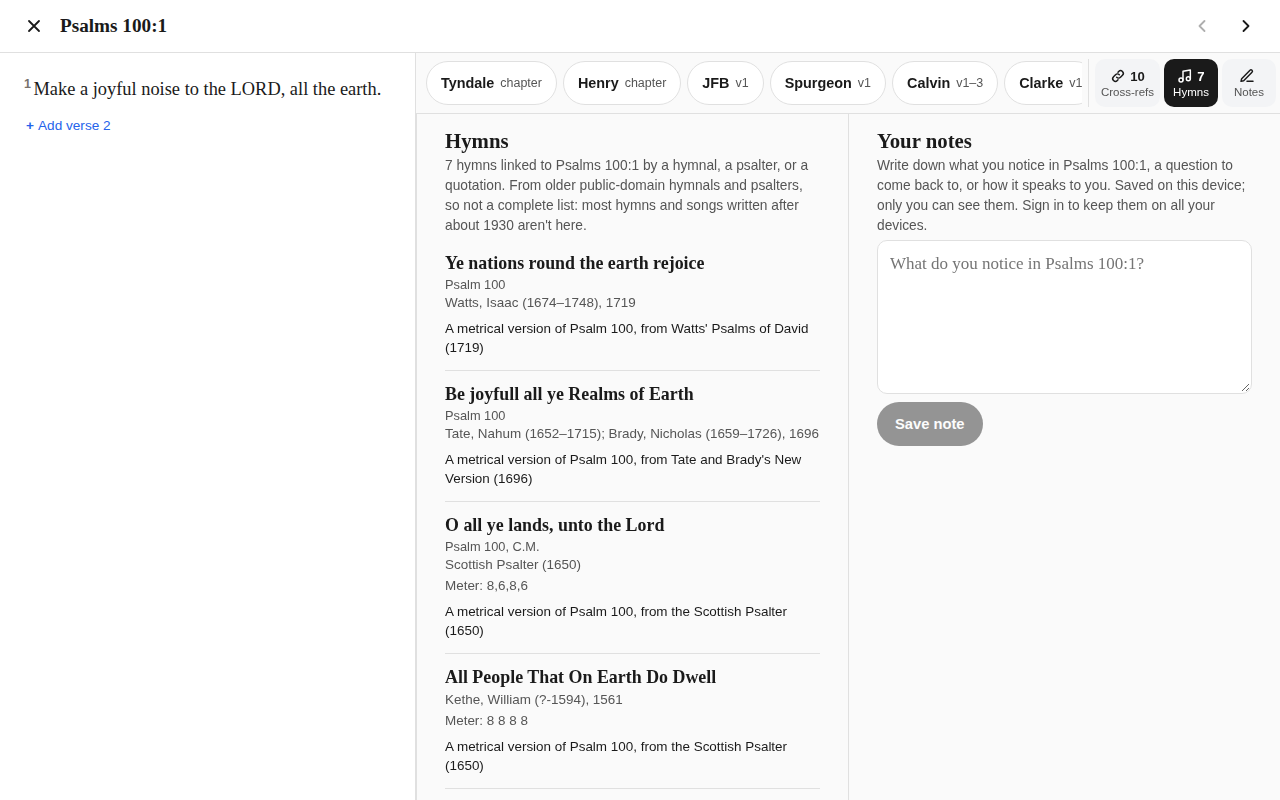 Psalms 100:1
1 Make a joyful noise to the LORD, all the earth.
+ Add verse 2
Tyndale chapter
Henry chapter
JFB v1
Spurgeon v1
Calvin v1–3
Clarke v1
10
Cross-refs
7
Hymns
Notes
Hymns
7 hymns linked to Psalms 100:1 by a hymnal, a psalter, or a
quotation. From older public-domain hymnals and psalters,
so not a complete list: most hymns and songs written after
about 1930 aren't here.
Ye nations round the earth rejoice
Psalm 100
Watts, Isaac (1674–1748), 1719
A metrical version of Psalm 100, from Watts' Psalms of David
(1719)
Be joyfull all ye Realms of Earth
Psalm 100
Tate, Nahum (1652–1715); Brady, Nicholas (1659–1726), 1696
A metrical version of Psalm 100, from Tate and Brady's New
Version (1696)
O all ye lands, unto the Lord
Psalm 100, C.M.
Scottish Psalter (1650)
Meter: 8,6,8,6
A metrical version of Psalm 100, from the Scottish Psalter
(1650)
All People That On Earth Do Dwell
Kethe, William (?-1594), 1561
Meter: 8 8 8 8
A metrical version of Psalm 100, from the Scottish Psalter
(1650)
Your notes
Write down what you notice in Psalms 100:1, a question to
come back to, or how it speaks to you. Saved on this device;
only you can see them. Sign in to keep them on all your
devices.
What do you notice in Psalms 100:1?
Save note